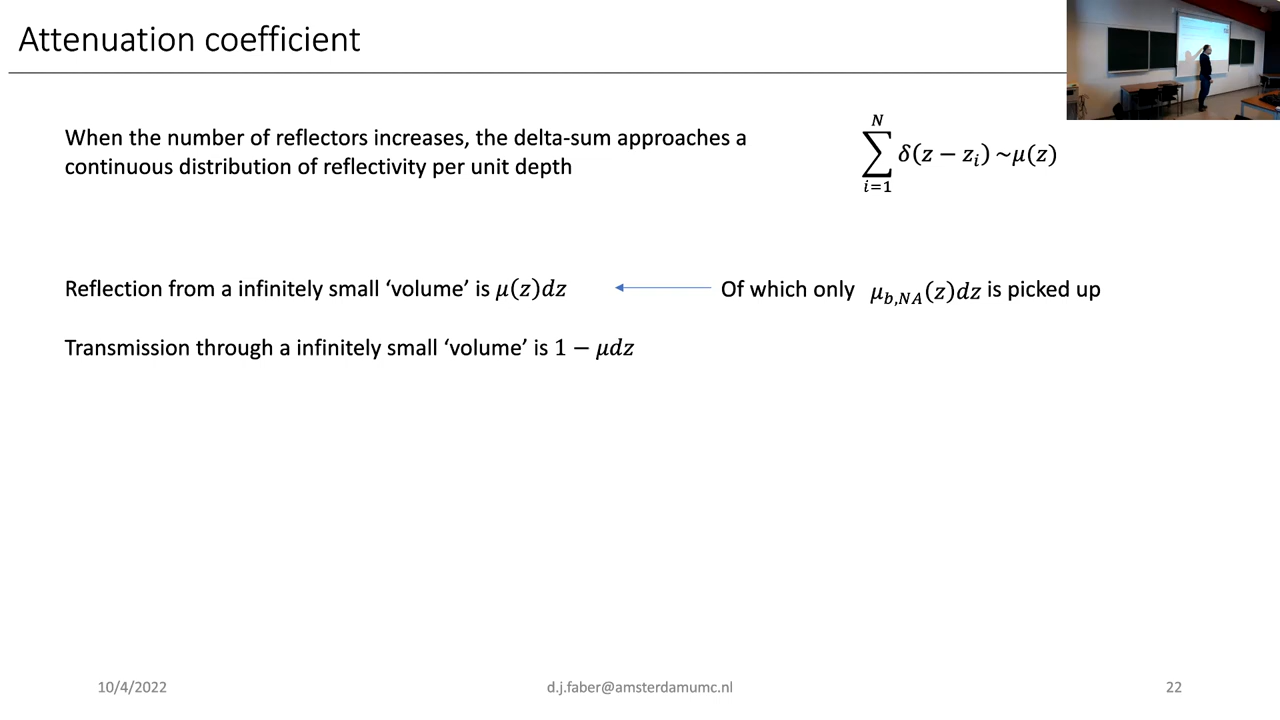 Attenuation coefficient
When the number of reflectors increases, the delta-sum approaches a
continuous distribution of reflectivity per unit depth
∑_{i=1}^{N} δ(z − z_i) ~μ(z)
Reflection from a infinitely small ‘volume’ is μ(z)dz
Of which only μ_{b,NA}(z)dz is picked up
Transmission through a infinitely small ‘volume’ is 1 − μdz
10/4/2022
d.j.faber@amsterdamumc.nl
22